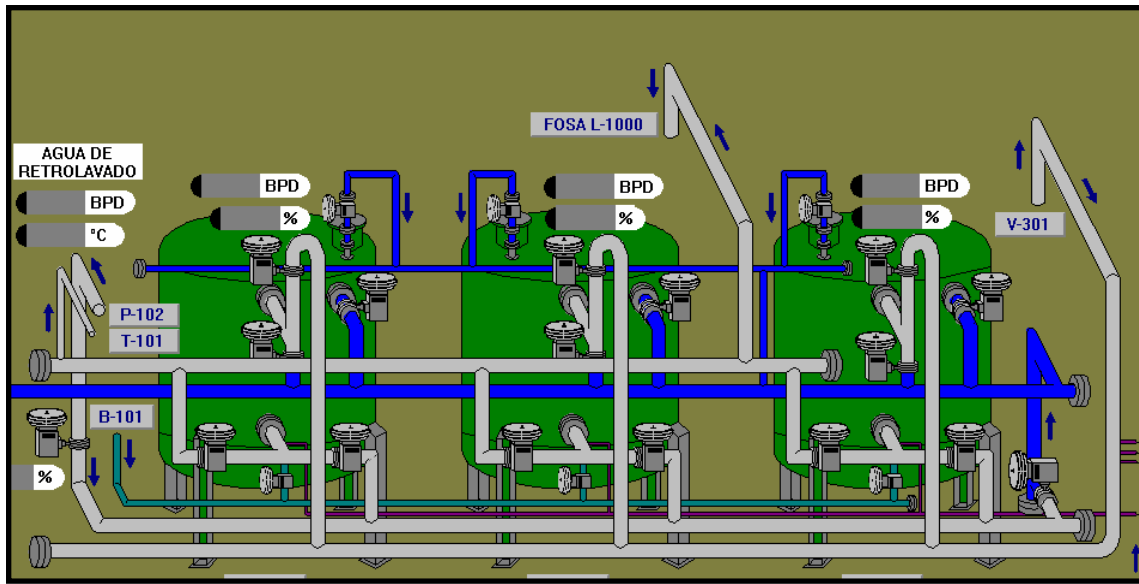 FOSA L-1000
AGUA DE
RETROLAVADO
BPD
°C
BPD
%
BPD
%
BPD
%
V-301
P-102
T-101
B-101
%